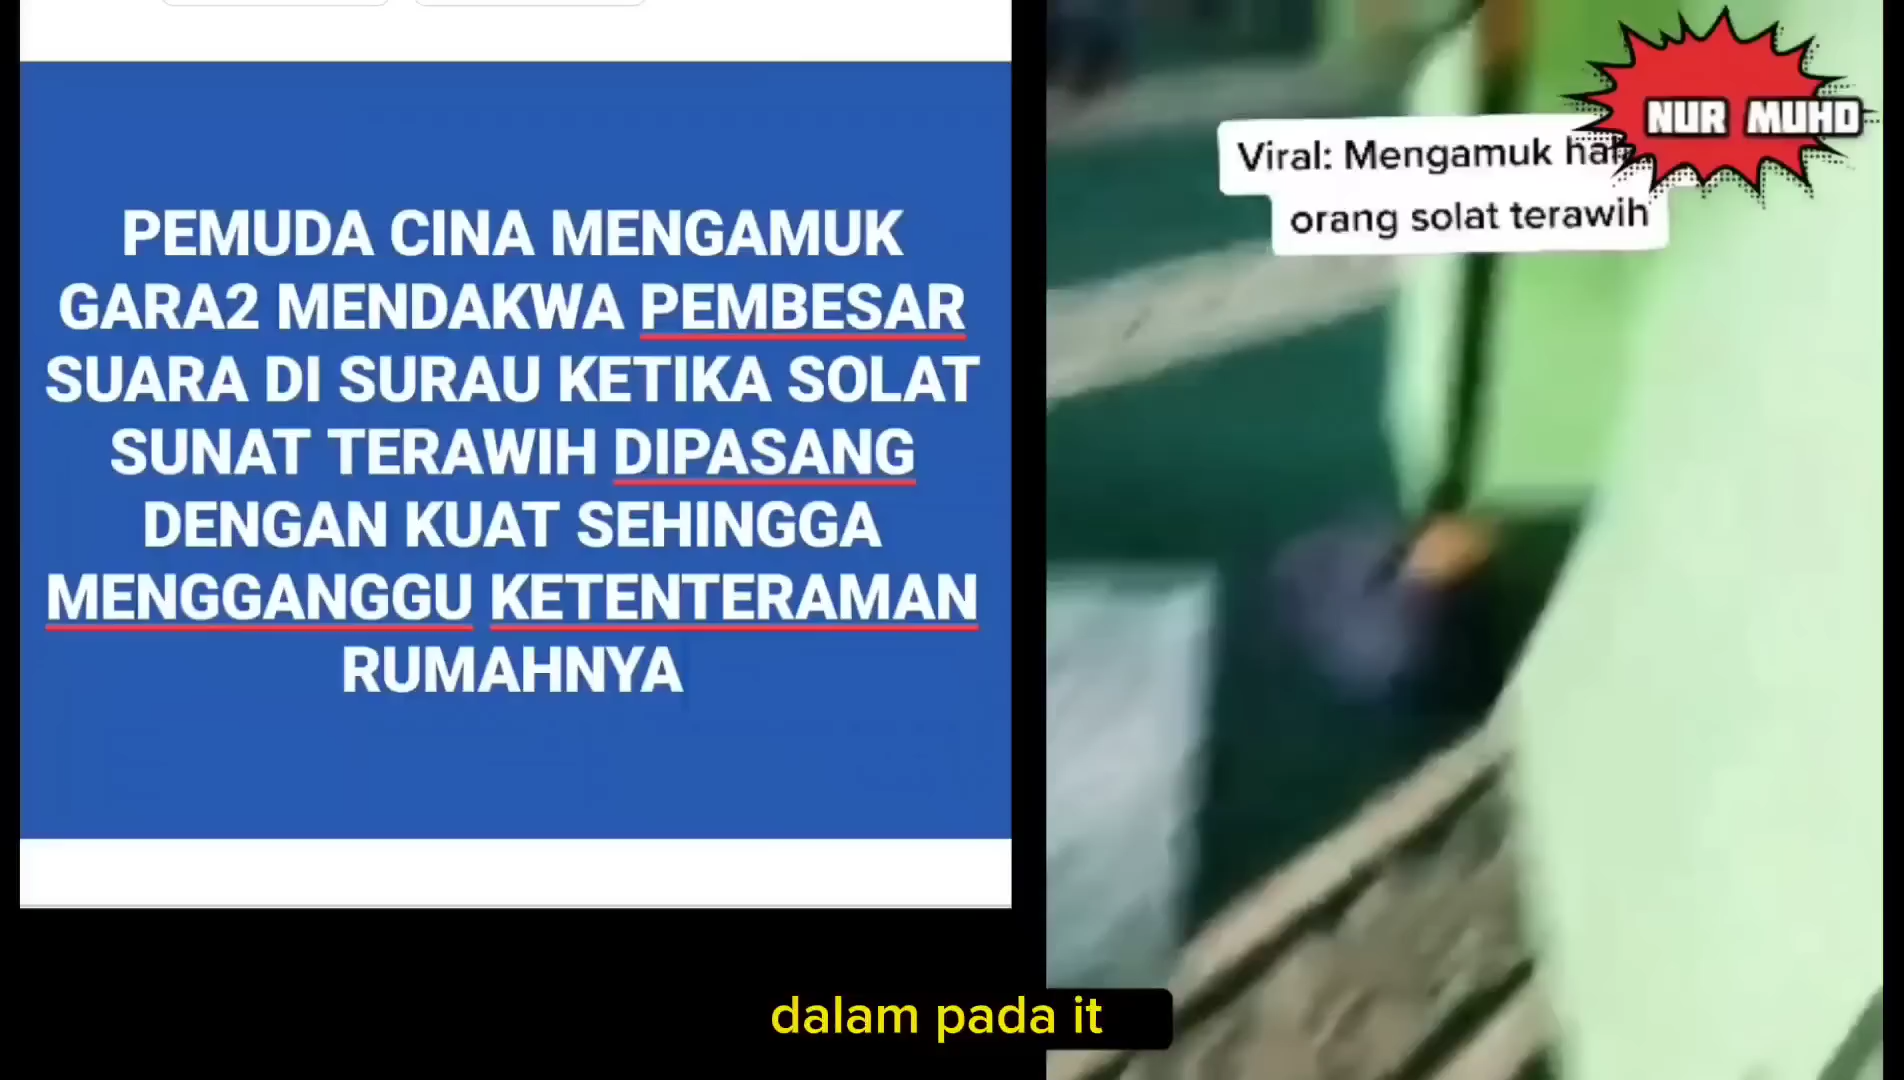 PEMUDA CINA MENGAMUK
GARA2 MENDAKWA PEMBESAR
SUARA DI SURAU KETIKA SOLAT
SUNAT TERAWIH DIPASANG
DENGAN KUAT SEHINGGA
MENGGANGGU KETENTERAMAN
RUMAHNYA
NUR MUHD
Viral: Mengamuk
orang solat terawih
dalam pada it